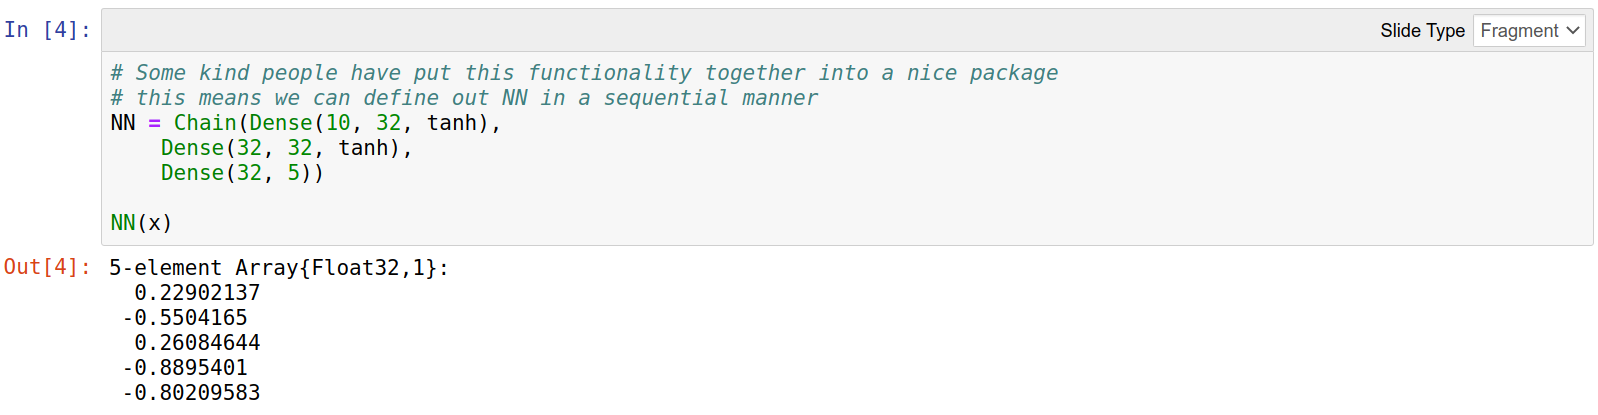 In [4]:
Slide Type Fragment
# Some kind people have put this functionality together into a nice package
# this means we can define out NN in a sequential manner
NN = Chain(Dense(10, 32, tanh),
    Dense(32, 32, tanh),
    Dense(32, 5))
NN(x)
Out[4]: 5-element Array{Float32,1}:
  0.22902137
 -0.5504165
  0.26084644
 -0.8895401
 -0.80209583